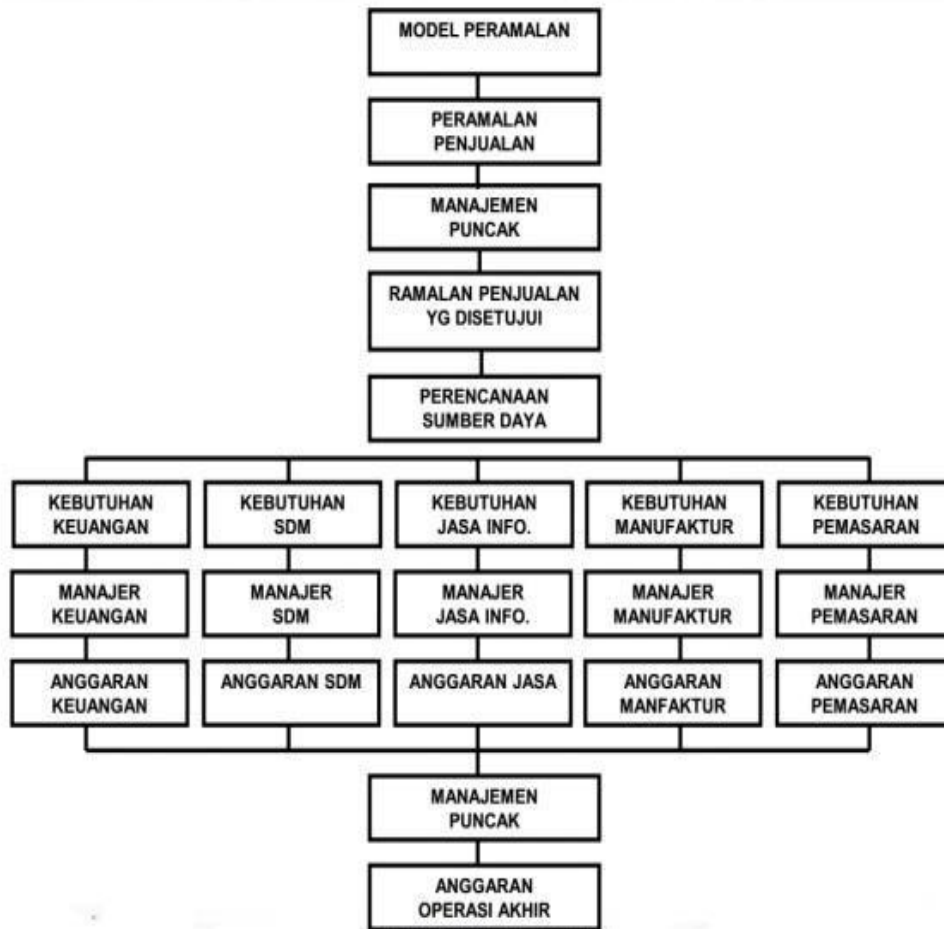 MODEL PERAMALAN
PERAMALAN
PENJUALAN
MANAJEMEN
PUNCAK
RAMALAN PENJUALAN
YG DISETUJUI
PERENCANAAN
SUMBER DAYA
KEBUTUHAN
KEUANGAN
KEBUTUHAN
SDM
KEBUTUHAN
JASA INFO.
KEBUTUHAN
MANUFAKTUR
KEBUTUHAN
PEMASARAN
MANAJER
KEUANGAN
MANAJER
SDM
MANAJER
JASA INFO.
MANAJER
MANUFAKTUR
MANAJER
PEMASARAN
ANGGARAN
KEUANGAN
ANGGARAN SDM
ANGGARAN JASA
ANGGARAN
MANFAKTUR
ANGGARAN
PEMASARAN
MANAJEMEN
PUNCAK
ANGGARAN
OPERASI AKHIR